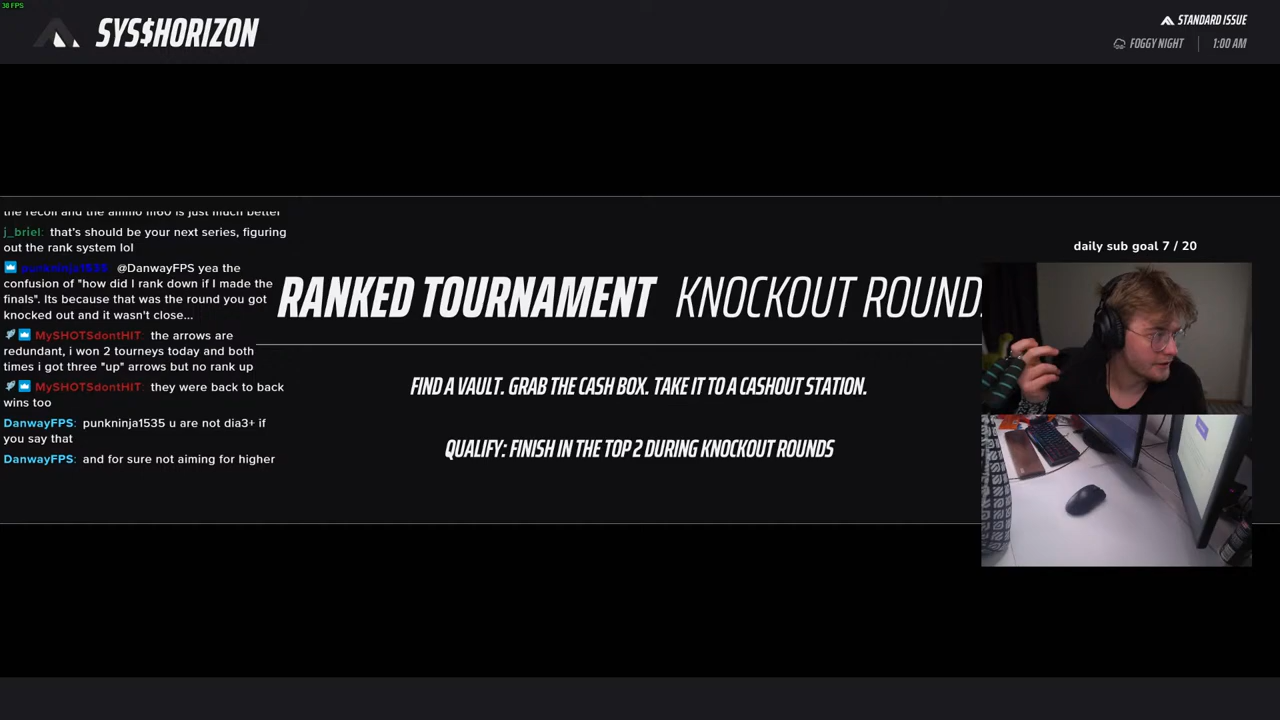 38 FPS
SYS$HORIZON
STANDARD ISSUE
FOGGY NIGHT
1:00 AM
the recoil and the ammo m60 is just much better
j_briel: that's should be your next series, figuring
out the rank system lol
punkninja1535 @DanwayFPS yea the
confusion of "how did I rank down if I made the
finals". Its because that was the round you got
knocked out and it wasn't close...
MySHOTSdontHIT: the arrows are
redundant, i won 2 tourneys today and both
times i got three "up" arrows but no rank up
MySHOTSdontHIT: they were back to back
wins too
DanwayFPS: punkninja1535 u are not dia3+ if
you say that
DanwayFPS: and for sure not aiming for higher
RANKED TOURNAMENT KNOCKOUT ROUND
FIND A VAULT. GRAB THE CASH BOX. TAKE IT TO A CASHOUT STATION.
QUALIFY: FINISH IN THE TOP 2 DURING KNOCKOUT ROUNDS
daily sub goal 7 / 20